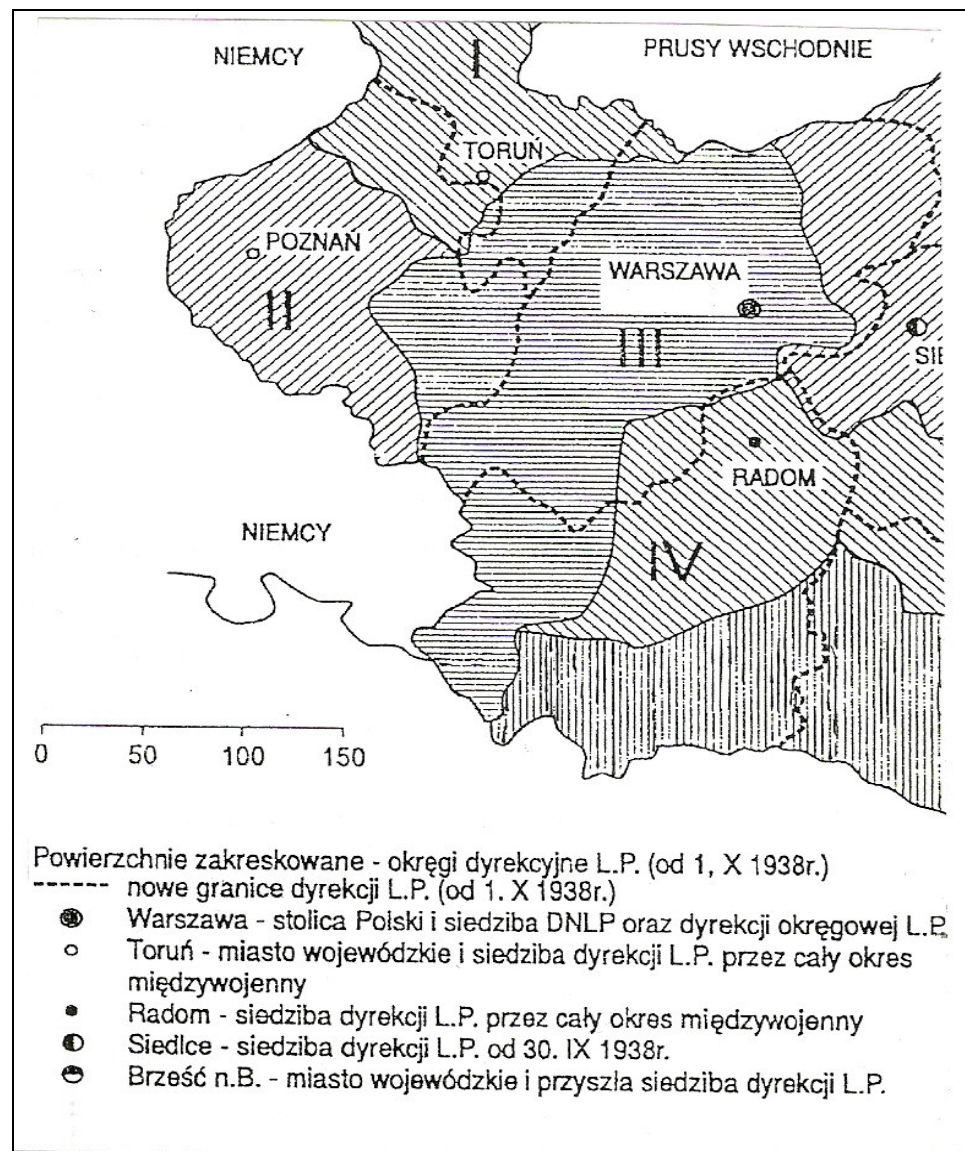 NIEMCY
I
PRUSY WSCHODNIE
TORUŃ
POZNAŃ
WARSZAWA
II
III
SIE
RADOM
NIEMCY
IV
0 50 100 150
Powierzchnie zakreskowane - okręgi dyrekcyjne L.P. (od 1, X 1938r.)
nowe granice dyrekcji L.P. (od 1. X 1938r.)
Warszawa - stolica Polski i siedziba DNLP oraz dyrekcji okręgowej L.P.
Toruń - miasto wojewódzkie i siedziba dyrekcji L.P. przez cały okres
międzywojenny
Radom - siedziba dyrekcji L.P. przez cały okres międzywojenny
Siedlce - siedziba dyrekcji L.P. od 30. IX 1938r.
Brześć n.B. - miasto wojewódzkie i przyszła siedziba dyrekcji L.P.